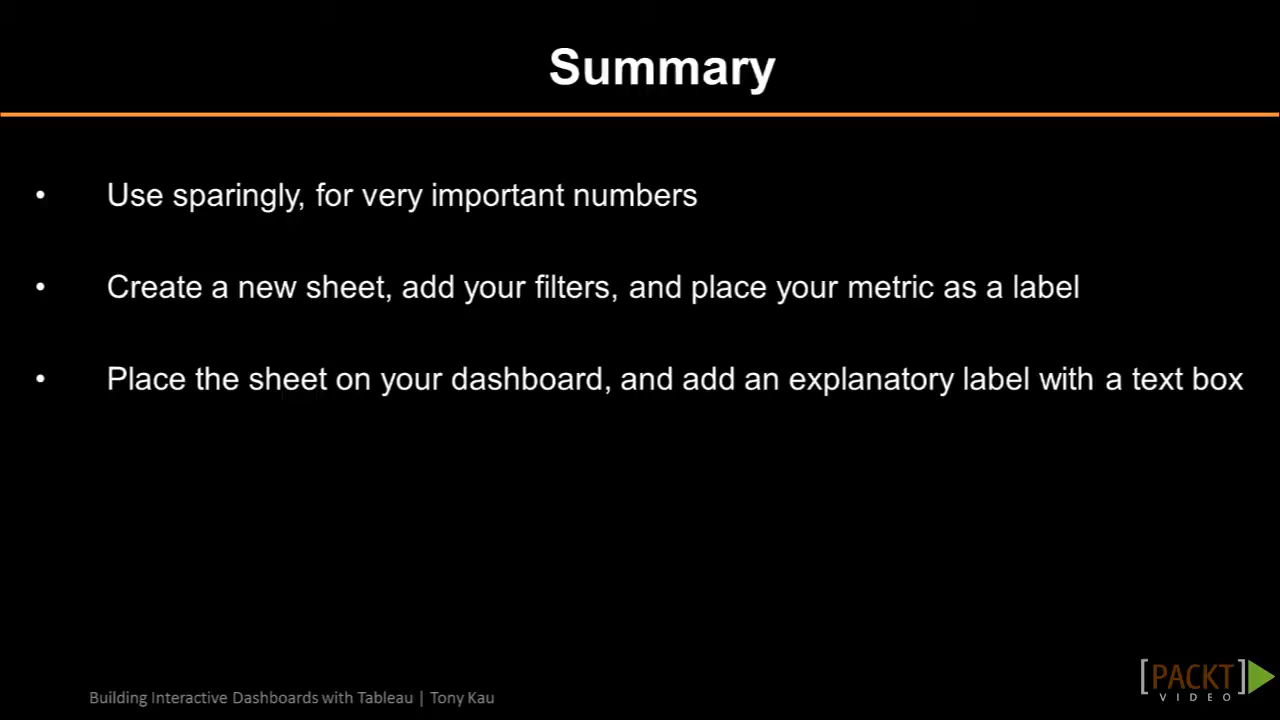 Summary
• Use sparingly, for very important numbers
• Create a new sheet, add your filters, and place your metric as a label
• Place the sheet on your dashboard, and add an explanatory label with a text box
Building Interactive Dashboards with Tableau | Tony Kau
[PACKT]
VIDEO